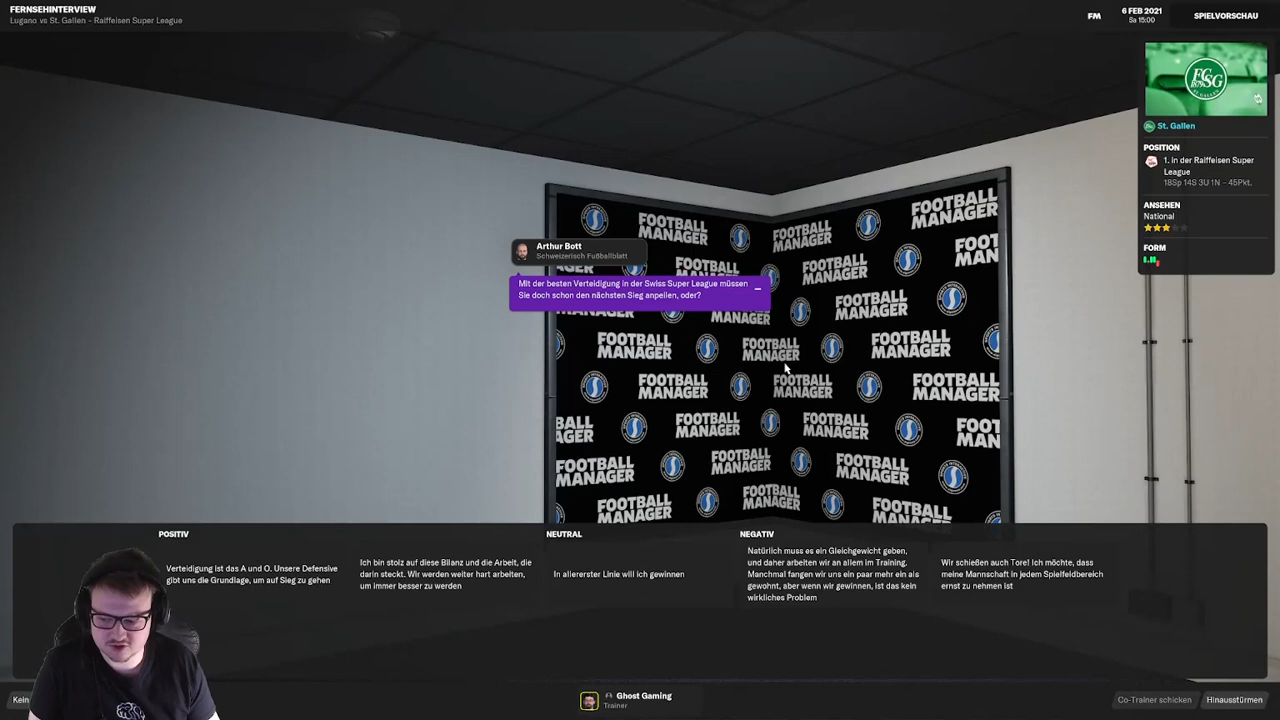 FERNSEHINTERVIEW
Lugano vs St. Gallen - Raiffeisen Super League
FM
6 FEB 2021
Sa 15:00
SPIELVORSCHAU
FCSG
1879
St. Gallen
POSITION
1. in der Raiffeisen Super
League
18Sp 14S 3U 1N - 45Pkt.
ANSEHEN
National
FORM
Arthur Bott
Schweizerisch Fußballblatt
Mit der besten Verteidigung in der Swiss Super League müssen
Sie doch schon den nächsten Sieg anpeilen, oder?
FOOTBALL
MANAGER
POSITIV
Verteidigung ist das A und O. Unsere Defensive
gibt uns die Grundlage, um auf Sieg zu gehen
Ich bin stolz auf diese Bilanz und die Arbeit, die
darin steckt. Wir werden weiter hart arbeiten,
um immer besser zu werden
NEUTRAL
In allererster Linie will ich gewinnen
NEGATIV
Natürlich muss es ein Gleichgewicht geben,
und daher arbeiten wir an allem im Training.
Manchmal fangen wir uns ein paar mehr ein als
gewohnt, aber wenn wir gewinnen, ist das kein
wirkliches Problem
Wir schießen auch Tore! Ich möchte, dass
meine Mannschaft in jedem Spielfeldbereich
ernst zu nehmen ist
Kein
Ghost Gaming
Trainer
Co-Trainer schicken
Hinausstürmen